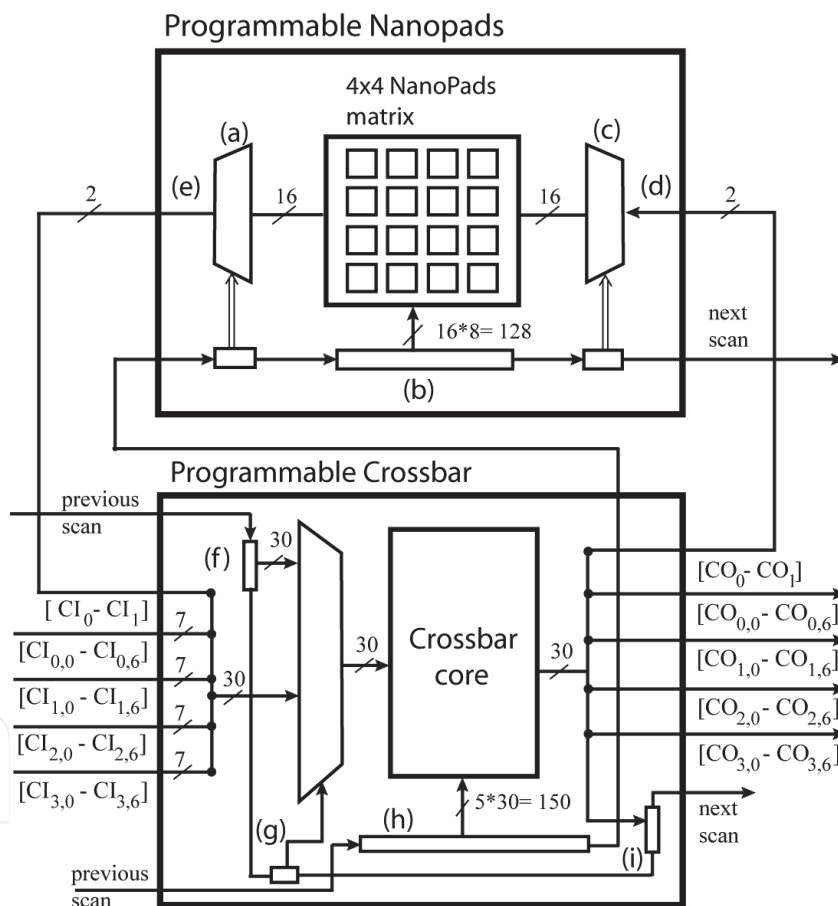 Programmable Nanopads
4x4 NanoPads
matrix
(a)
(c)
(e)
(d)
2
16
16
2
16*8= 128
next
scan
(b)
Programmable Crossbar
previous
scan
(f)
30
[CO0- CO1]
[ CI0- CI1]
7
[CO0,0 - CO0,6]
[CI0,0 - CI0,6]
7
30
Crossbar
core
30
30
[CO1,0 - CO1,6]
[CI1,0 - CI1,6]
7
[CO2,0 - CO2,6]
[CI2,0 - CI2,6]
7
[CO3,0 - CO3,6]
[CI3,0 - CI3,6]
5*30= 150
(g)
(h)
next
scan
(i)
previous
scan